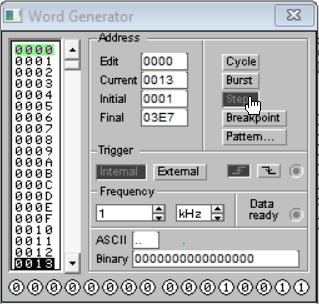 Word Generator
0000
0001
0002
0003
0004
0005
0006
0007
0008
0009
000A
000B
000C
000D
000E
000F
0010
0011
0012
0013
Address
Edit 0000
Current 0013
Initial 0001
Final 03E7
Cycle
Burst
Step
Breakpoint
Pattern...
Trigger
Internal External
Frequency
1 kHz
Data
ready
ASCII .. .
Binary 0000000000000000
0 0 0 0 0 0 0 0 0 0 0 1 0 0 1 1